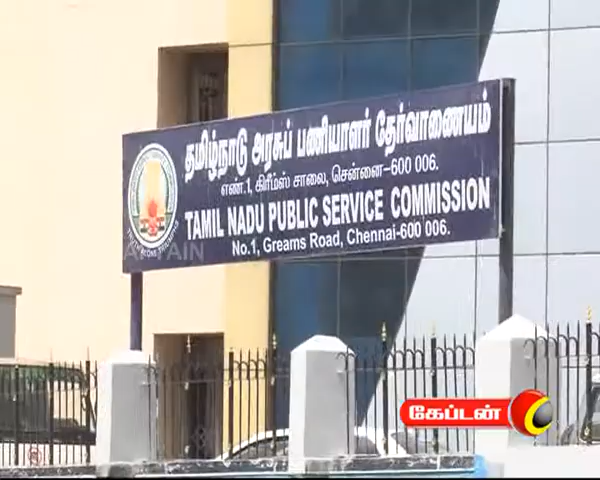 தமிழ்நாடு அரசுப் பணியாளர் தேர்வாணையம்
எண்.1, கிரீம்ஸ் சாலை, சென்னை-600 006.
TAMIL NADU PUBLIC SERVICE COMMISSION
No.1, Greams Road, Chennai-600 006.
கேப்டன்